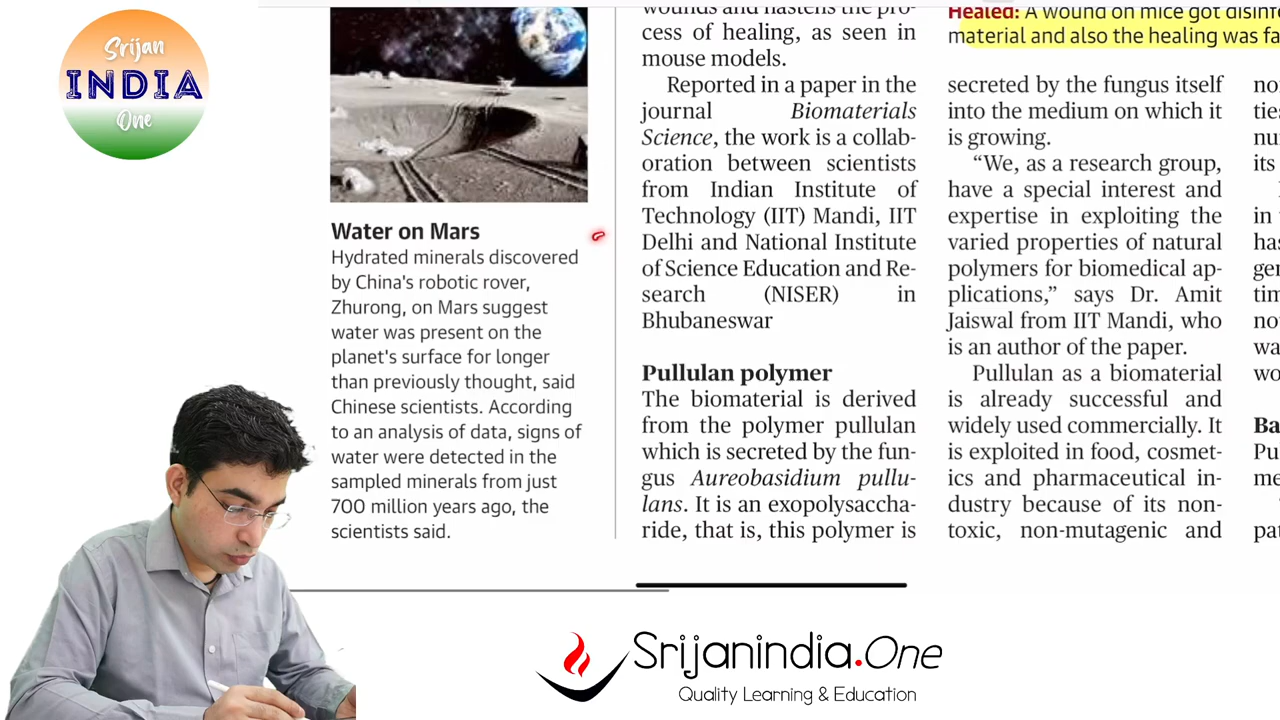 Srijan
INDIA
One
Water on Mars
Hydrated minerals discovered
by China's robotic rover,
Zhurong, on Mars suggest
water was present on the
planet's surface for longer
than previously thought, said
Chinese scientists. According
to an analysis of data, signs of
water were detected in the
sampled minerals from just
700 million years ago, the
scientists said.
wounds and hastens the pro-
cess of healing, as seen in
mouse models.
Reported in a paper in the
journal Biomaterials
Science, the work is a collab-
oration between scientists
from Indian Institute of
Technology (IIT) Mandi, IIT
Delhi and National Institute
of Science Education and Re-
search (NISER) in
Bhubaneswar
Pullulan polymer
The biomaterial is derived
from the polymer pullulan
which is secreted by the fun-
gus Aureobasidium pullu-
lans. It is an exopolysaccha-
ride, that is, this polymer is
Healed: A wound on mice got
material and also the healing was
secreted by the fungus itself
into the medium on which it
is growing.
“We, as a research group,
have a special interest and
expertise in exploiting the
varied properties of natural
polymers for biomedical ap-
plications,” says Dr. Amit
Jaiswal from IIT Mandi, who
is an author of the paper.
Pullulan as a biomaterial
is already successful and
widely used commercially. It
is exploited in food, cosmet-
ics and pharmaceutical in-
dustry because of its non-
toxic, non-mutagenic and
its
in
Srijanindia.One
Quality Learning & Education